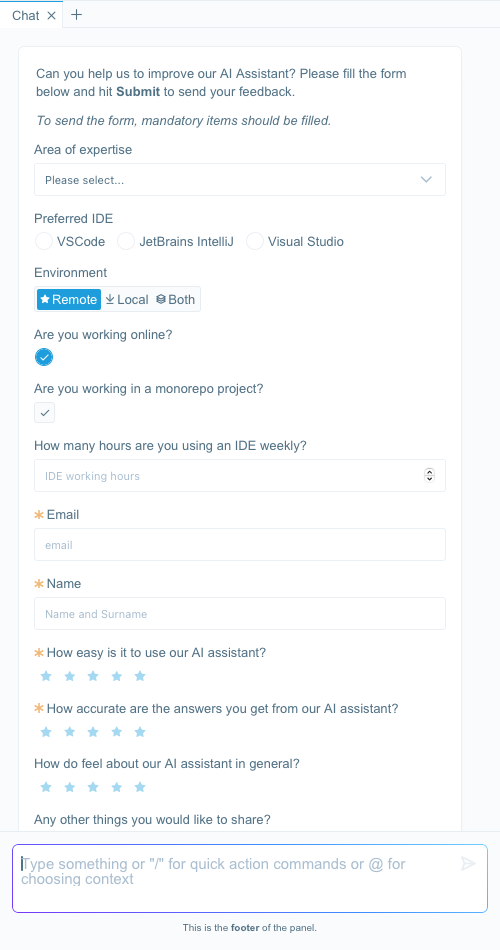 Chat
Can you help us to improve our AI Assistant? Please fill the form
below and hit Submit to send your feedback.
To send the form, mandatory items should be filled.
Area of expertise
Please select...
Preferred IDE
VSCode JetBrains IntelliJ Visual Studio
Environment
Remote Local Both
Are you working online?
Are you working in a monorepo project?
How many hours are you using an IDE weekly?
IDE working hours
* Email
email
* Name
Name and Surname
* How easy is it to use our AI assistant?
* How accurate are the answers you get from our AI assistant?
How do feel about our AI assistant in general?
Any other things you would like to share?
Type something or "/" for quick action commands or @ for
choosing context
This is the footer of the panel.